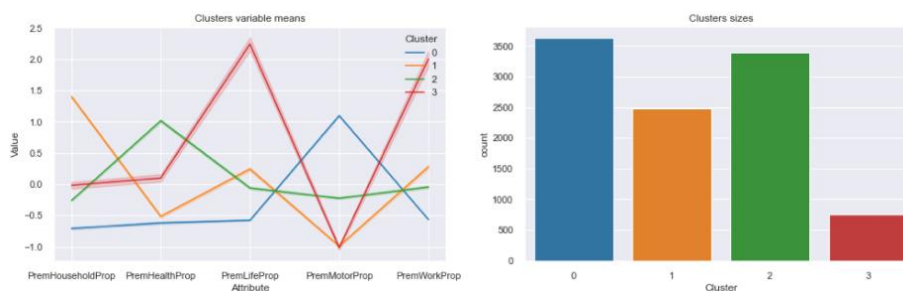 Clusters variable means
2.5
2.0
1.5
1.0
0.5
0.0
−0.5
−1.0
Value
Cluster
0
1
2
3
PremHouseholdProp PremHealthProp PremLifeProp PremMotorProp PremWorkProp
Attribute
Clusters sizes
3500
3000
2500
2000
1500
1000
500
0
count
0 1 2 3
Cluster